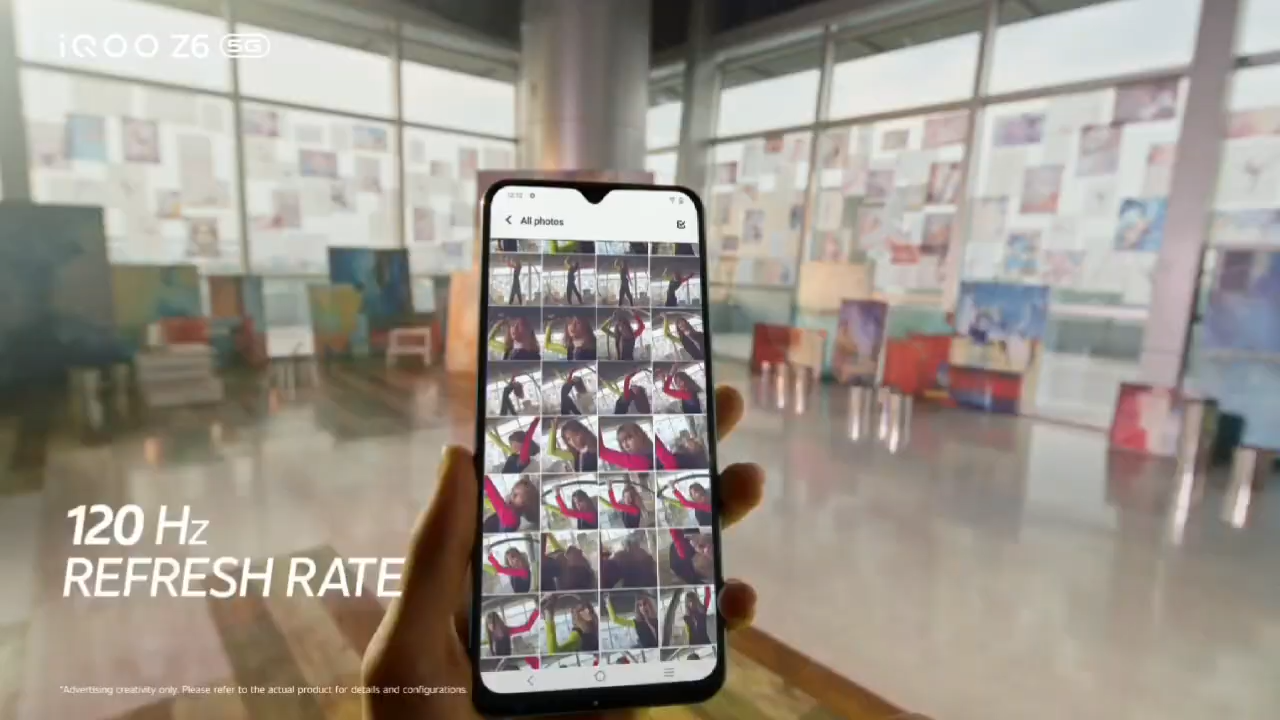 iQOO Z6 5G
All photos
120 Hz
REFRESH RATE
*Advertising creativity only. Please refer to the actual product for details and configurations.